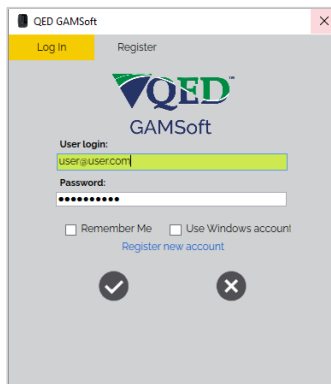 QED GAMSoft
Log In Register
QED™
GAMSoft
User login:
user@user.com
Password:
Remember Me Use Windows account
Register new account